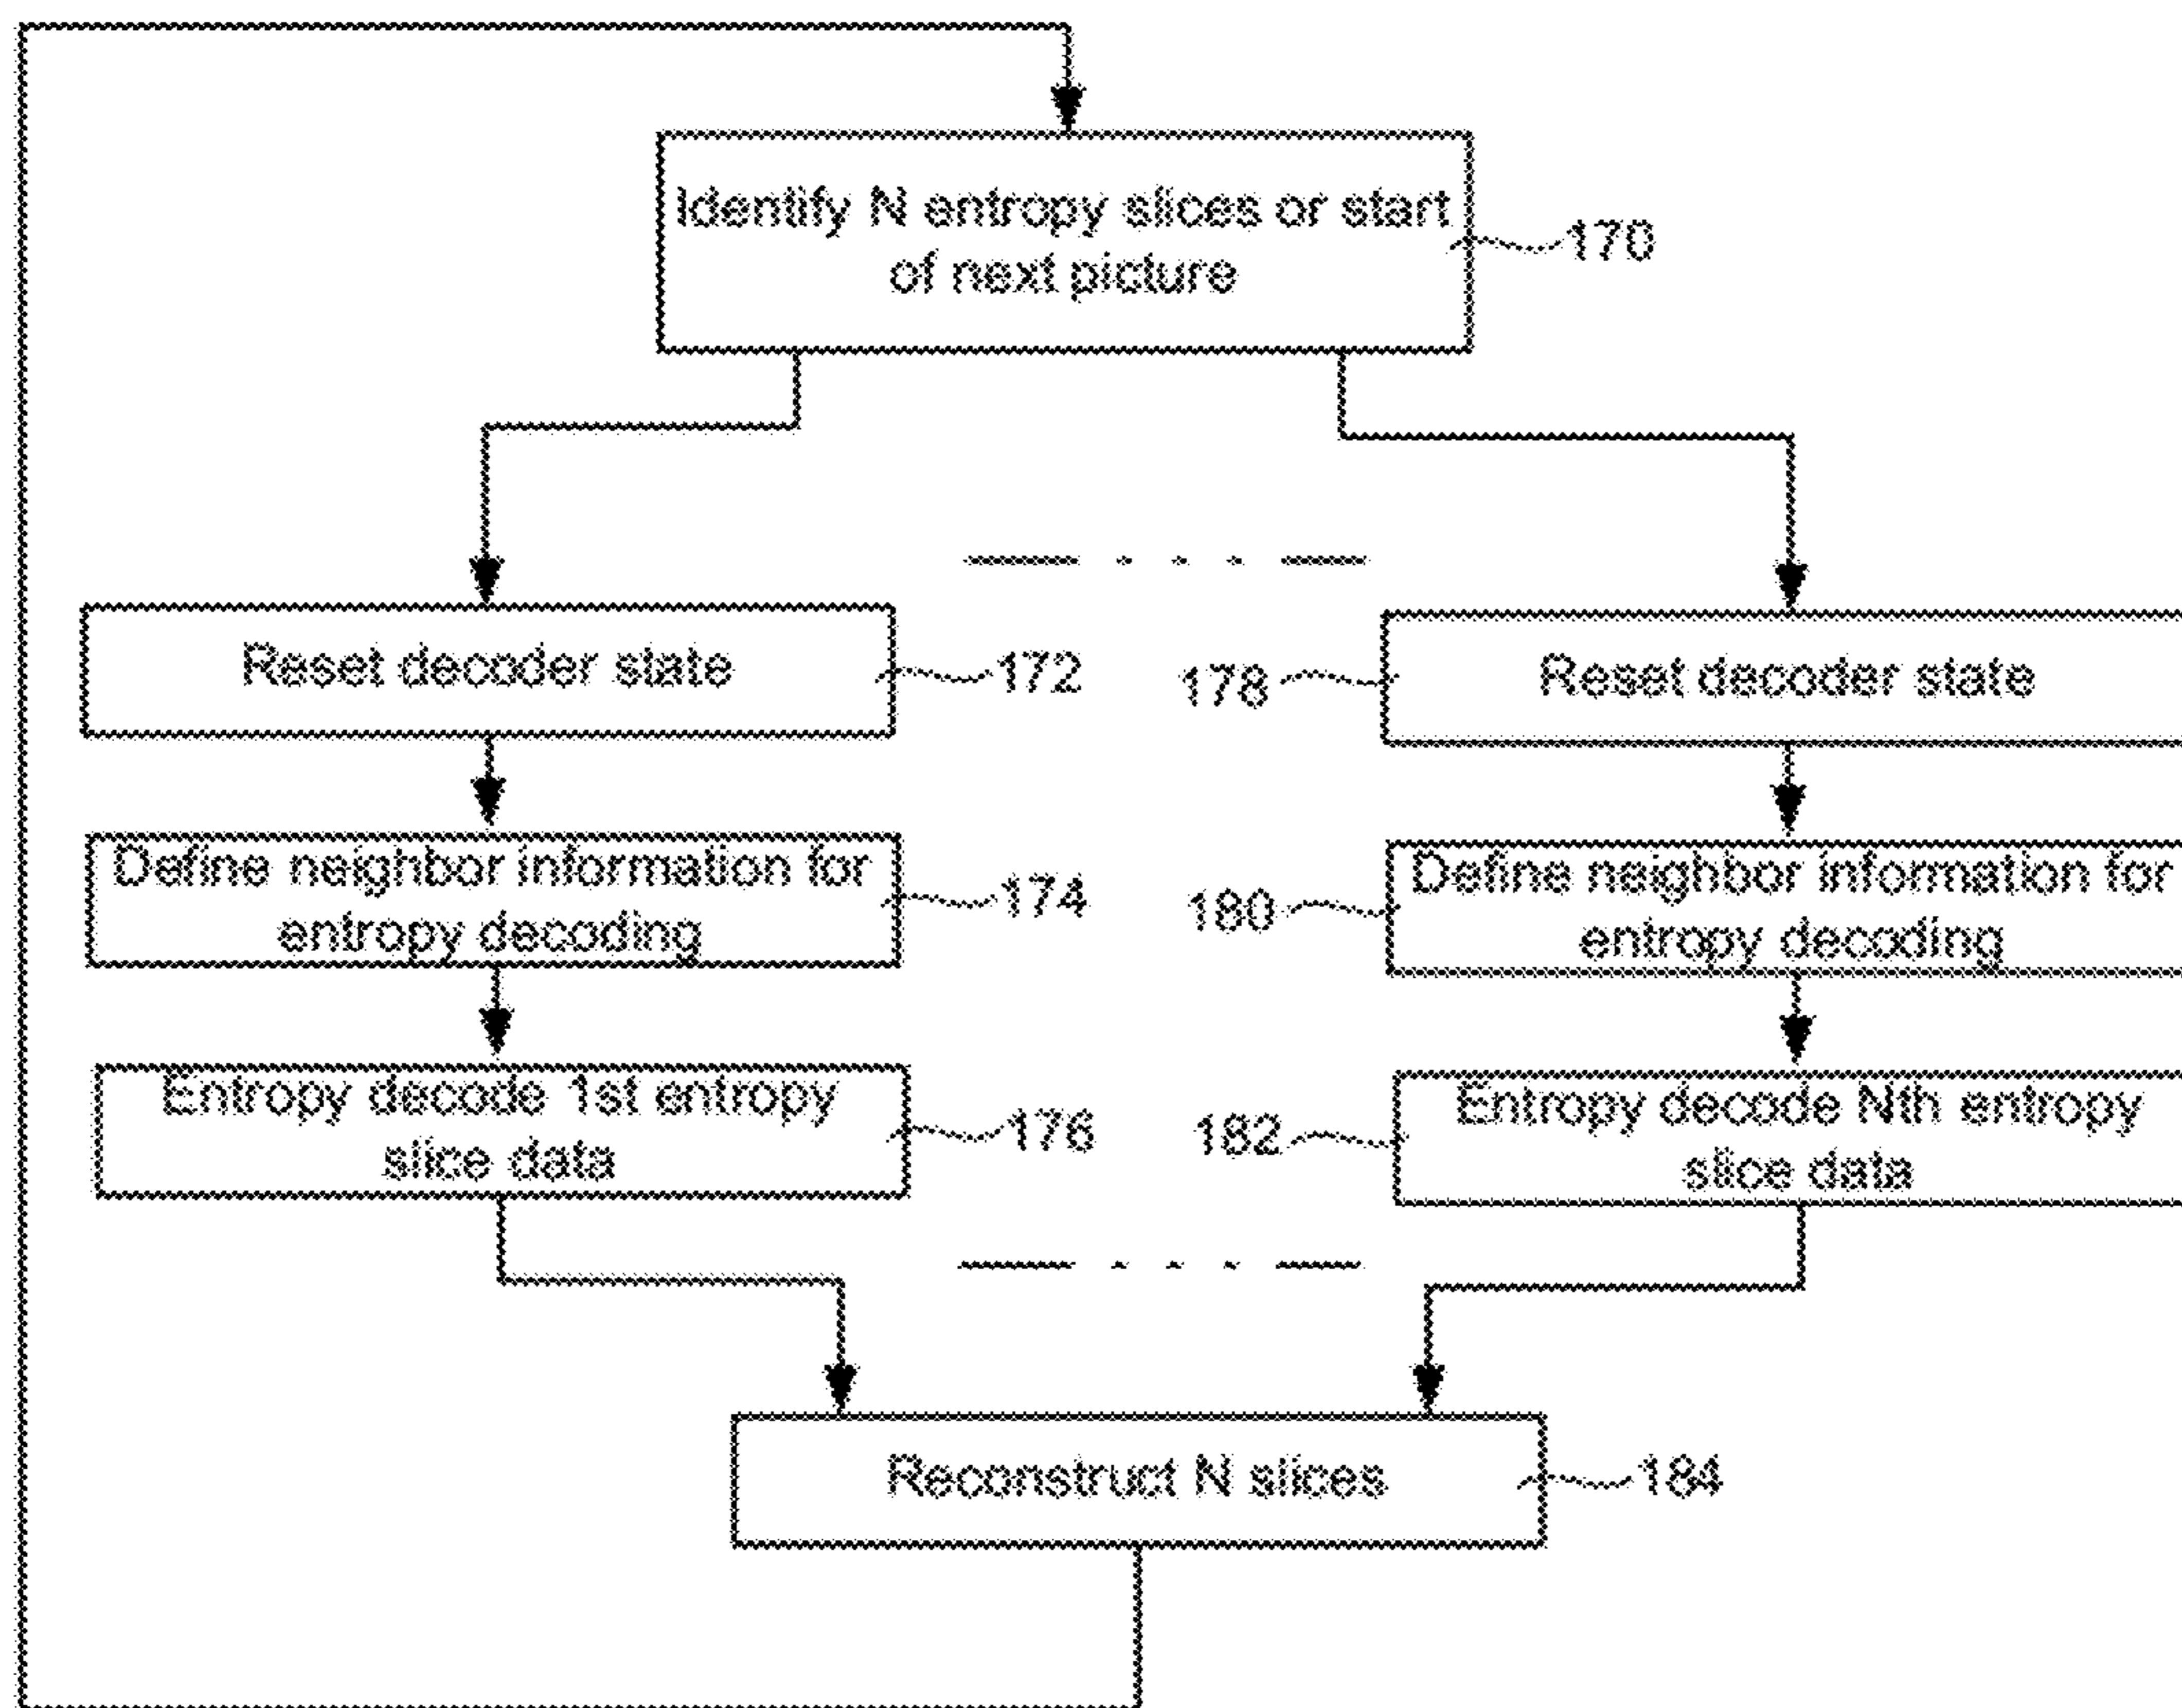 Identify N entropy slices or start
of next picture
170
Reset decoder state
172
178
Reset decoder state
Define neighbor information for
entropy decoding
174
180
Define neighbor information for
entropy decoding
Entropy decode 1st entropy
slice data
176
182
Entropy decode Nth entropy
slice data
Reconstruct N slices
184